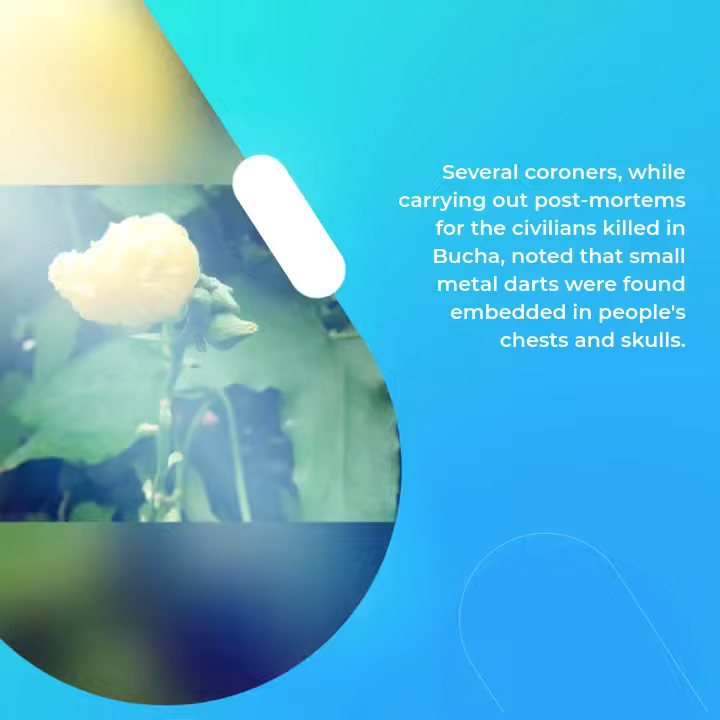 Several coroners, while
carrying out post-mortems
for the civilians killed in
Bucha, noted that small
metal darts were found
embedded in people's
chests and skulls.